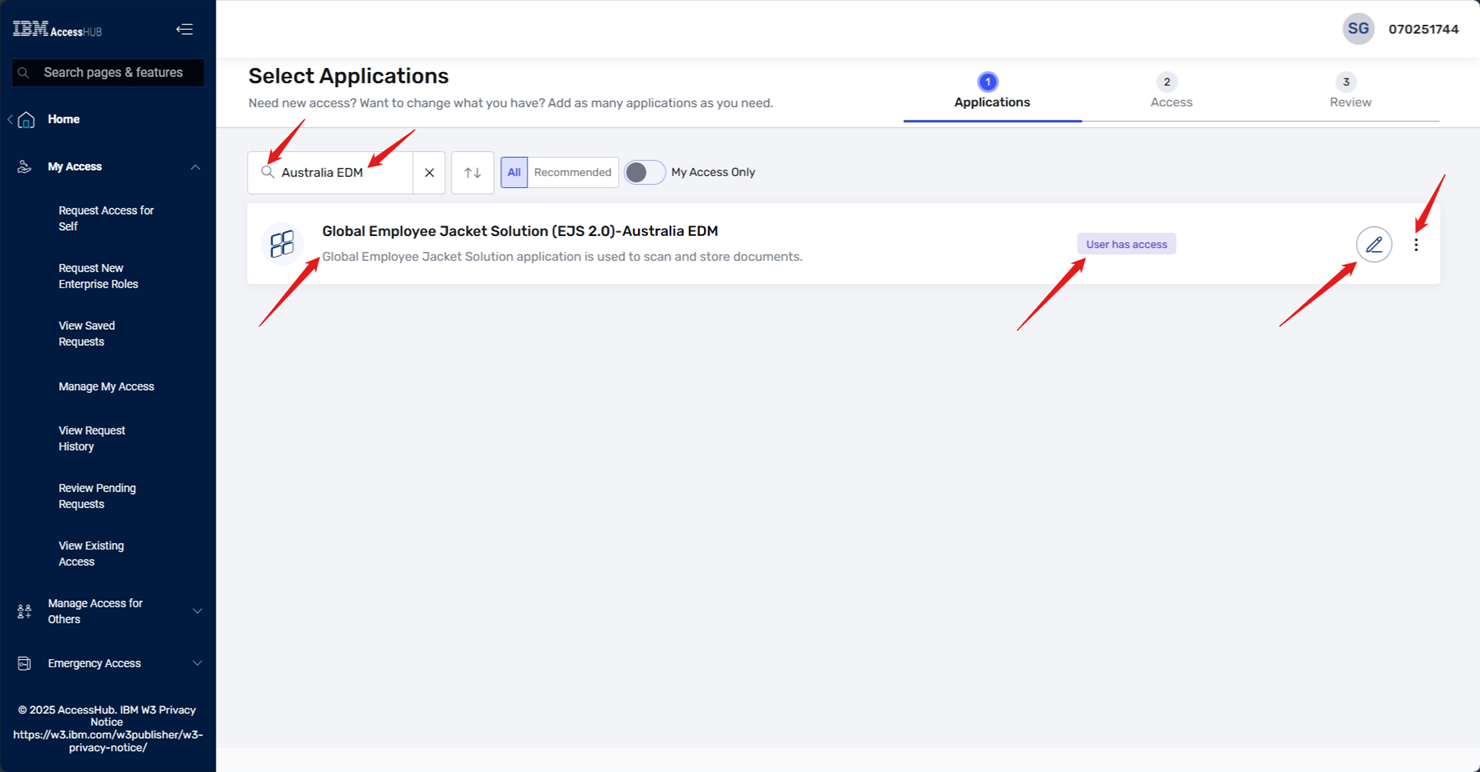 IBM AccessHUB
Search pages & features
Home
My Access
Request Access for
Self
Request New
Enterprise Roles
View Saved
Requests
Manage My Access
View Request
History
Review Pending
Requests
View Existing
Access
Manage Access for
Others
Emergency Access
© 2025 AccessHub. IBM W3 Privacy
Notice
https://w3.ibm.com/w3publisher/w3-
privacy-notice/
SG 070251744
Select Applications
Need new access? Want to change what you have? Add as many applications as you need.
1
Applications
2
Access
3
Review
Australia EDM
All Recommended My Access Only
Global Employee Jacket Solution (EJS 2.0)-Australia EDM
Global Employee Jacket Solution application is used to scan and store documents.
User has access